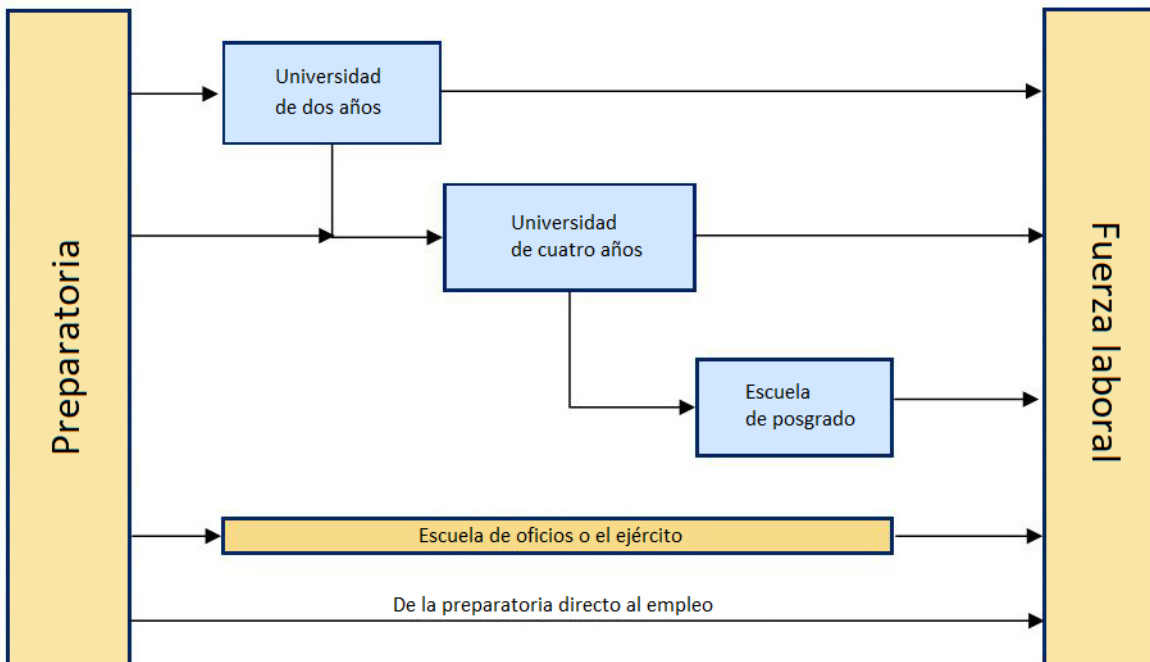 Preparatoria
Universidad
de dos años
Universidad
de cuatro años
Escuela
de posgrado
Escuela de oficios o el ejército
De la preparatoria directo al empleo
Fuerza laboral